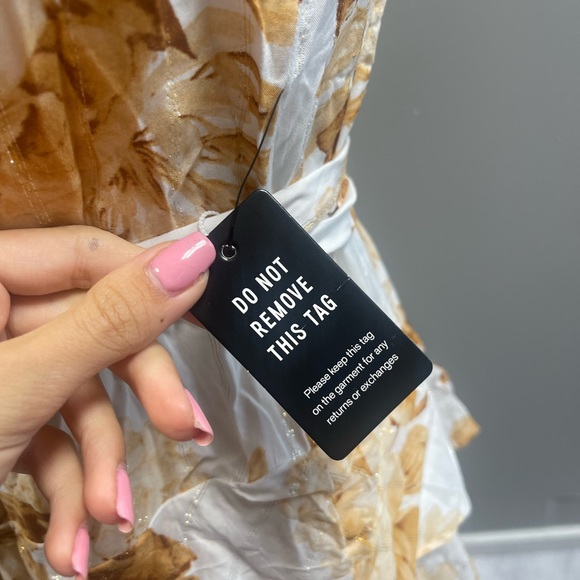 DO NOT
REMOVE
THIS TAG
Please keep this tag
on the garment for any
returns or exchanges